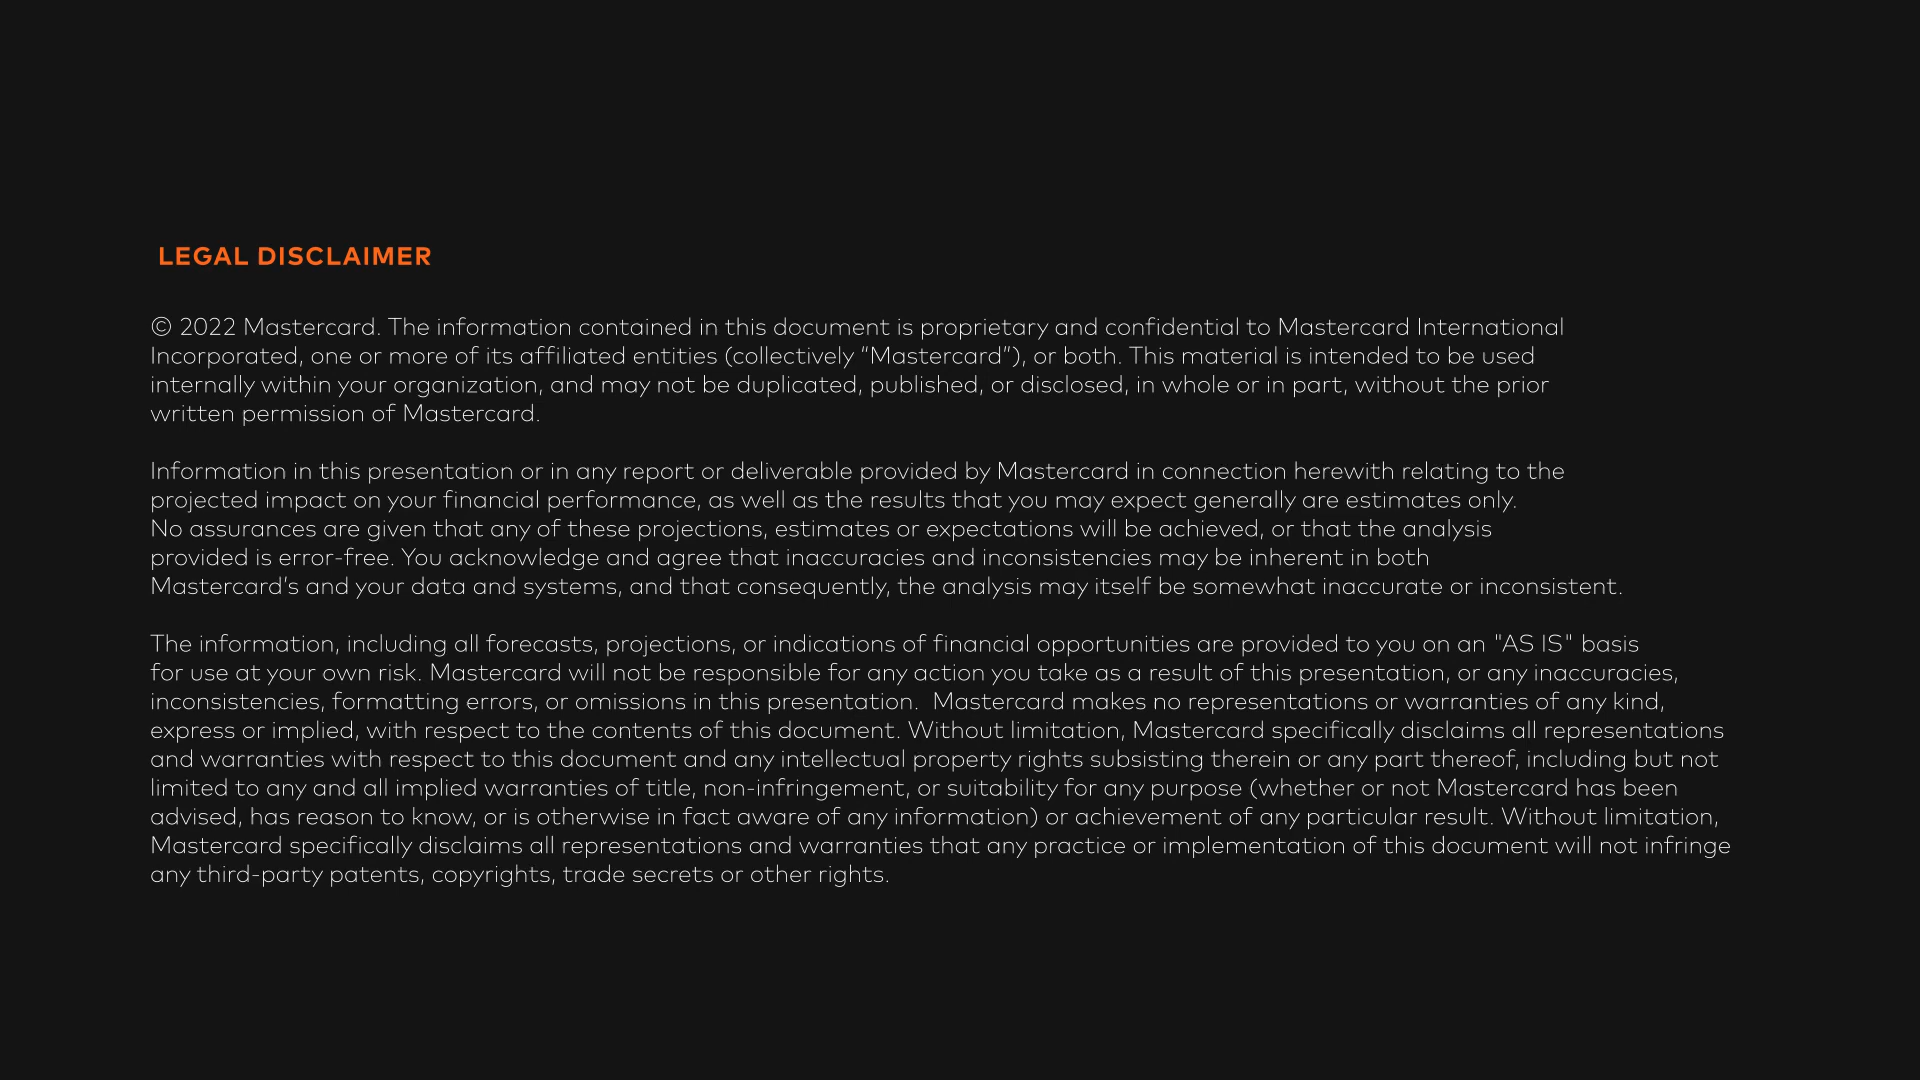 LEGAL DISCLAIMER
© 2022 Mastercard. The information contained in this document is proprietary and confidential to Mastercard International
Incorporated, one or more of its affiliated entities (collectively “Mastercard”), or both. This material is intended to be used
internally within your organization, and may not be duplicated, published, or disclosed, in whole or in part, without the prior
written permission of Mastercard.
Information in this presentation or in any report or deliverable provided by Mastercard in connection herewith relating to the
projected impact on your financial performance, as well as the results that you may expect generally are estimates only.
No assurances are given that any of these projections, estimates or expectations will be achieved, or that the analysis
provided is error-free. You acknowledge and agree that inaccuracies and inconsistencies may be inherent in both
Mastercard’s and your data and systems, and that consequently, the analysis may itself be somewhat inaccurate or inconsistent.
The information, including all forecasts, projections, or indications of financial opportunities are provided to you on an "AS IS" basis
for use at your own risk. Mastercard will not be responsible for any action you take as a result of this presentation, or any inaccuracies,
inconsistencies, formatting errors, or omissions in this presentation.  Mastercard makes no representations or warranties of any kind,
express or implied, with respect to the contents of this document. Without limitation, Mastercard specifically disclaims all representations
and warranties with respect to this document and any intellectual property rights subsisting therein or any part thereof, including but not
limited to any and all implied warranties of title, non-infringement, or suitability for any purpose (whether or not Mastercard has been
advised, has reason to know, or is otherwise in fact aware of any information) or achievement of any particular result. Without limitation,
Mastercard specifically disclaims all representations and warranties that any practice or implementation of this document will not infringe
any third-party patents, copyrights, trade secrets or other rights.